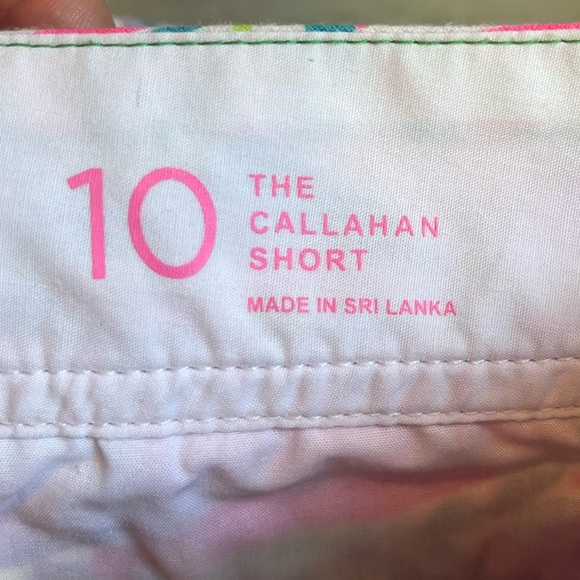 10
THE
CALLAHAN
SHORT
MADE IN SRI LANKA